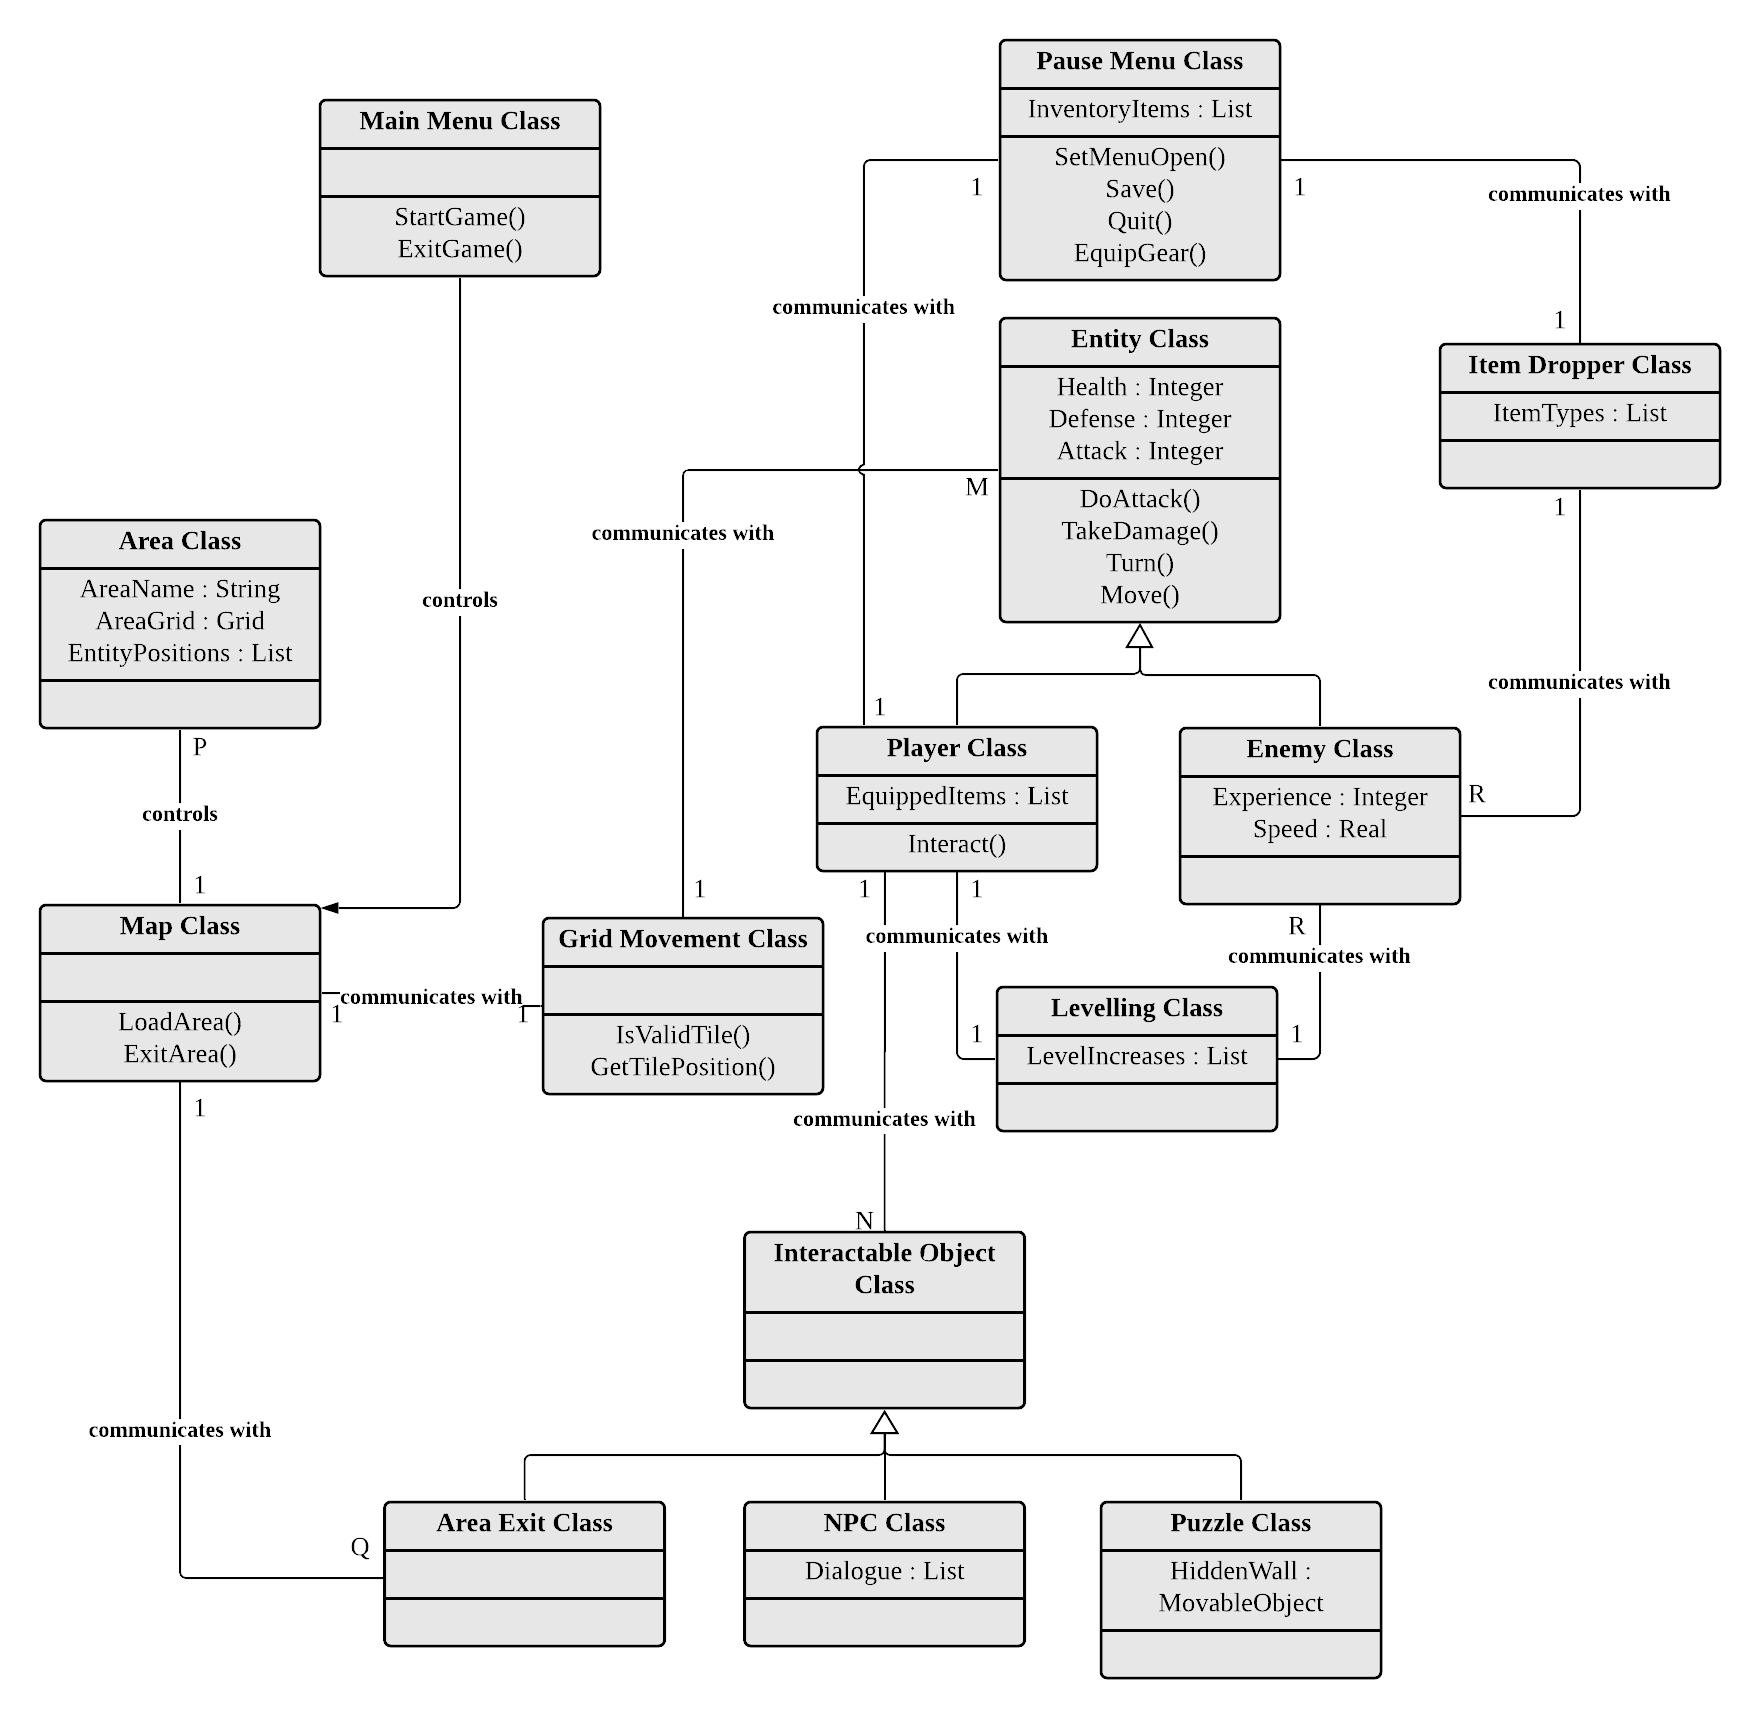 Pause Menu Class
InventoryItems : List
SetMenuOpen()
Save()
Quit()
EquipGear()
Main Menu Class
StartGame()
ExitGame()
1
1
communicates with
communicates with
1
Entity Class
Health : Integer
Defense : Integer
Attack : Integer
DoAttack()
TakeDamage()
Turn()
Move()
Item Dropper Class
ItemTypes : List
M
1
communicates with
controls
Area Class
AreaName : String
AreaGrid : Grid
EntityPositions : List
P
controls
1
communicates with
1
Player Class
EquippedItems : List
Interact()
Enemy Class
Experience : Integer
Speed : Real
R
1
1
1
R
communicates with
communicates with
Map Class
LoadArea()
ExitArea()
communicates with
1
1
Grid Movement Class
IsValidTile()
GetTilePosition()
Levelling Class
LevelIncreases : List
1
1
1
communicates with
N
Interactable Object
Class
communicates with
Q
Area Exit Class
NPC Class
Dialogue : List
Puzzle Class
HiddenWall :
MovableObject